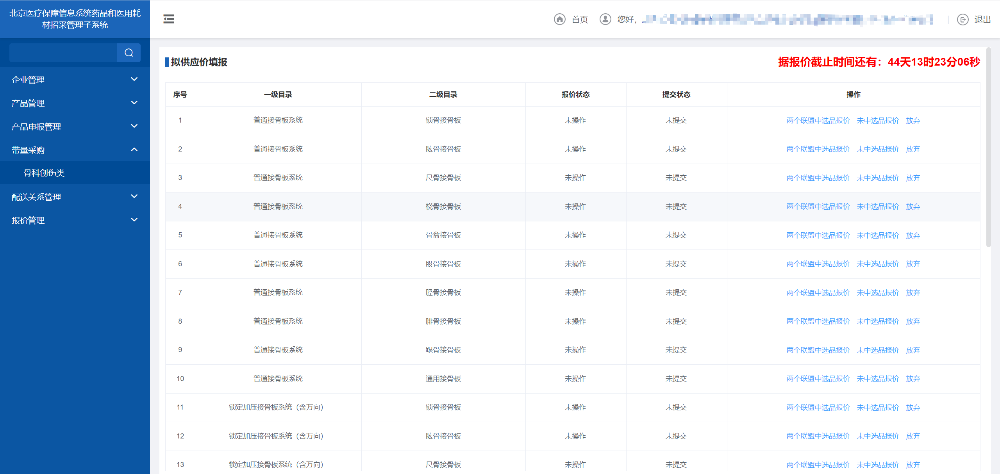 北京医疗保障信息系统药品和医用耗
材招采管理子系统
首页 您好， 退出
企业管理
产品管理
产品申报管理
带量采购
骨科创伤类
配送关系管理
报价管理
拟供应价填报 据报价截止时间还有：44天13时23分06秒
序号 一级目录 二级目录 报价状态 提交状态 操作
1 普通接骨板系统 锁骨接骨板 未操作 未提交 两个联盟中选品报价 未中选品报价 放弃
2 普通接骨板系统 肱骨接骨板 未操作 未提交 两个联盟中选品报价 未中选品报价 放弃
3 普通接骨板系统 尺骨接骨板 未操作 未提交 两个联盟中选品报价 未中选品报价 放弃
4 普通接骨板系统 桡骨接骨板 未操作 未提交 两个联盟中选品报价 未中选品报价 放弃
5 普通接骨板系统 骨盆接骨板 未操作 未提交 两个联盟中选品报价 未中选品报价 放弃
6 普通接骨板系统 股骨接骨板 未操作 未提交 两个联盟中选品报价 未中选品报价 放弃
7 普通接骨板系统 胫骨接骨板 未操作 未提交 两个联盟中选品报价 未中选品报价 放弃
8 普通接骨板系统 腓骨接骨板 未操作 未提交 两个联盟中选品报价 未中选品报价 放弃
9 普通接骨板系统 跟骨接骨板 未操作 未提交 两个联盟中选品报价 未中选品报价 放弃
10 普通接骨板系统 通用接骨板 未操作 未提交 两个联盟中选品报价 未中选品报价 放弃
11 锁定加压接骨板系统（含万向） 锁骨接骨板 未操作 未提交 两个联盟中选品报价 未中选品报价 放弃
12 锁定加压接骨板系统（含万向） 肱骨接骨板 未操作 未提交 两个联盟中选品报价 未中选品报价 放弃
13 锁定加压接骨板系统（含万向） 尺骨接骨板 未操作 未提交 两个联盟中选品报价 未中选品报价 放弃